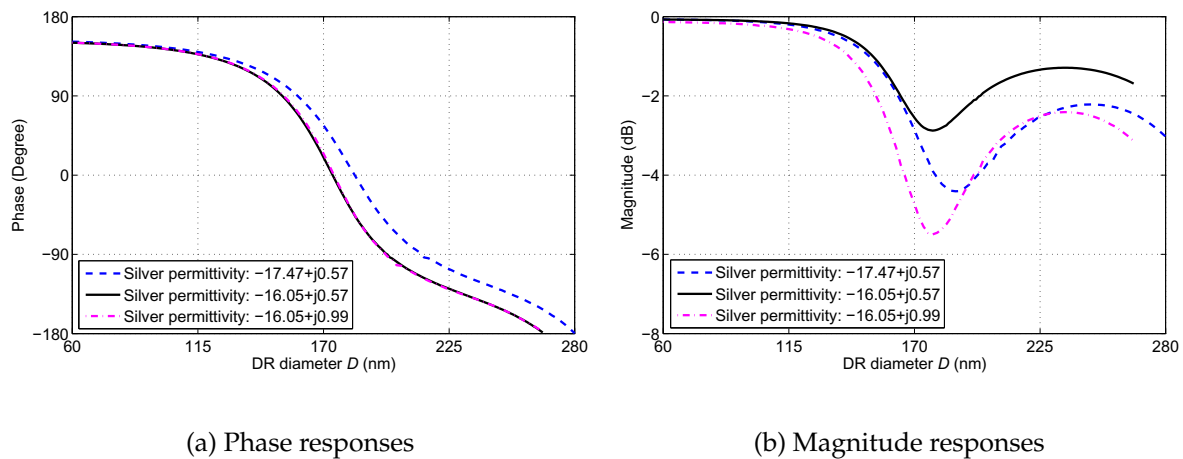 180
90
0
−90
−180
Phase (Degree)
Silver permittivity: −17.47+j0.57
Silver permittivity: −16.05+j0.57
Silver permittivity: −16.05+j0.99
60 115 170 225 280
DR diameter D (nm)
(a) Phase responses
0
−2
−4
−6
−8
Magnitude (dB)
Silver permittivity: −17.47+j0.57
Silver permittivity: −16.05+j0.57
Silver permittivity: −16.05+j0.99
60 115 170 225 280
DR diameter D (nm)
(b) Magnitude responses